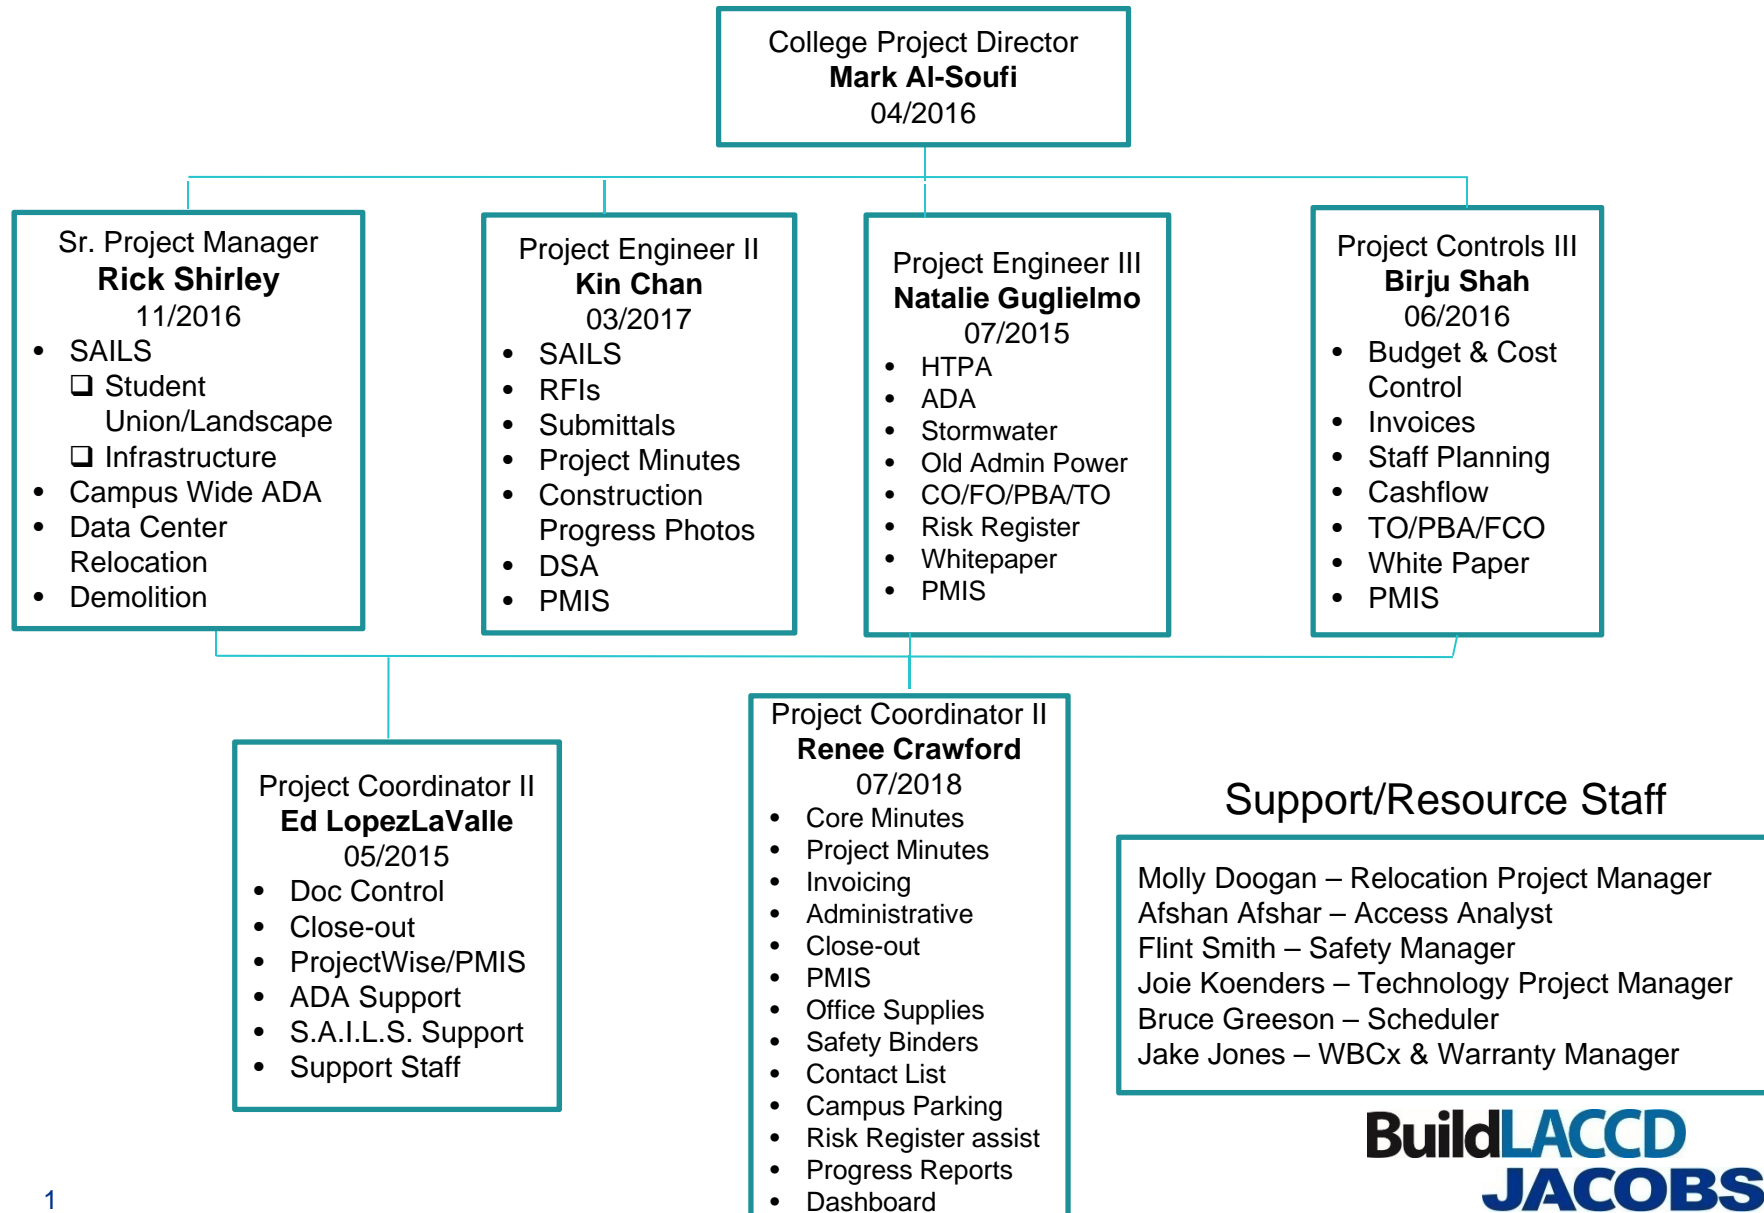 College Project Director
Mark Al-Soufi
04/2016
Sr. Project Manager
Rick Shirley
11/2016
• SAILS
❑ Student
Union/Landscape
❑ Infrastructure
• Campus Wide ADA
• Data Center
Relocation
• Demolition
Project Engineer II
Kin Chan
03/2017
• SAILS
• RFIs
• Submittals
• Project Minutes
• Construction
Progress Photos
• DSA
• PMIS
Project Engineer III
Natalie Guglielmo
07/2015
• HTPA
• ADA
• Stormwater
• Old Admin Power
• CO/FO/PBA/TO
• Risk Register
• Whitepaper
• PMIS
Project Controls III
Birju Shah
06/2016
• Budget & Cost
Control
• Invoices
• Staff Planning
• Cashflow
• TO/PBA/FCO
• White Paper
• PMIS
Project Coordinator II
Ed LopezLaValle
05/2015
• Doc Control
• Close-out
• ProjectWise/PMIS
• ADA Support
• S.A.I.L.S. Support
• Support Staff
Project Coordinator II
Renee Crawford
07/2018
• Core Minutes
• Project Minutes
• Invoicing
• Administrative
• Close-out
• PMIS
• Office Supplies
• Safety Binders
• Contact List
• Campus Parking
• Risk Register assist
• Progress Reports
• Dashboard
Support/Resource Staff
Molly Doogan – Relocation Project Manager
Afshan Afshar – Access Analyst
Flint Smith – Safety Manager
Joie Koenders – Technology Project Manager
Bruce Greeson – Scheduler
Jake Jones – WBCx & Warranty Manager
BuildLACCD
JACOBS
1